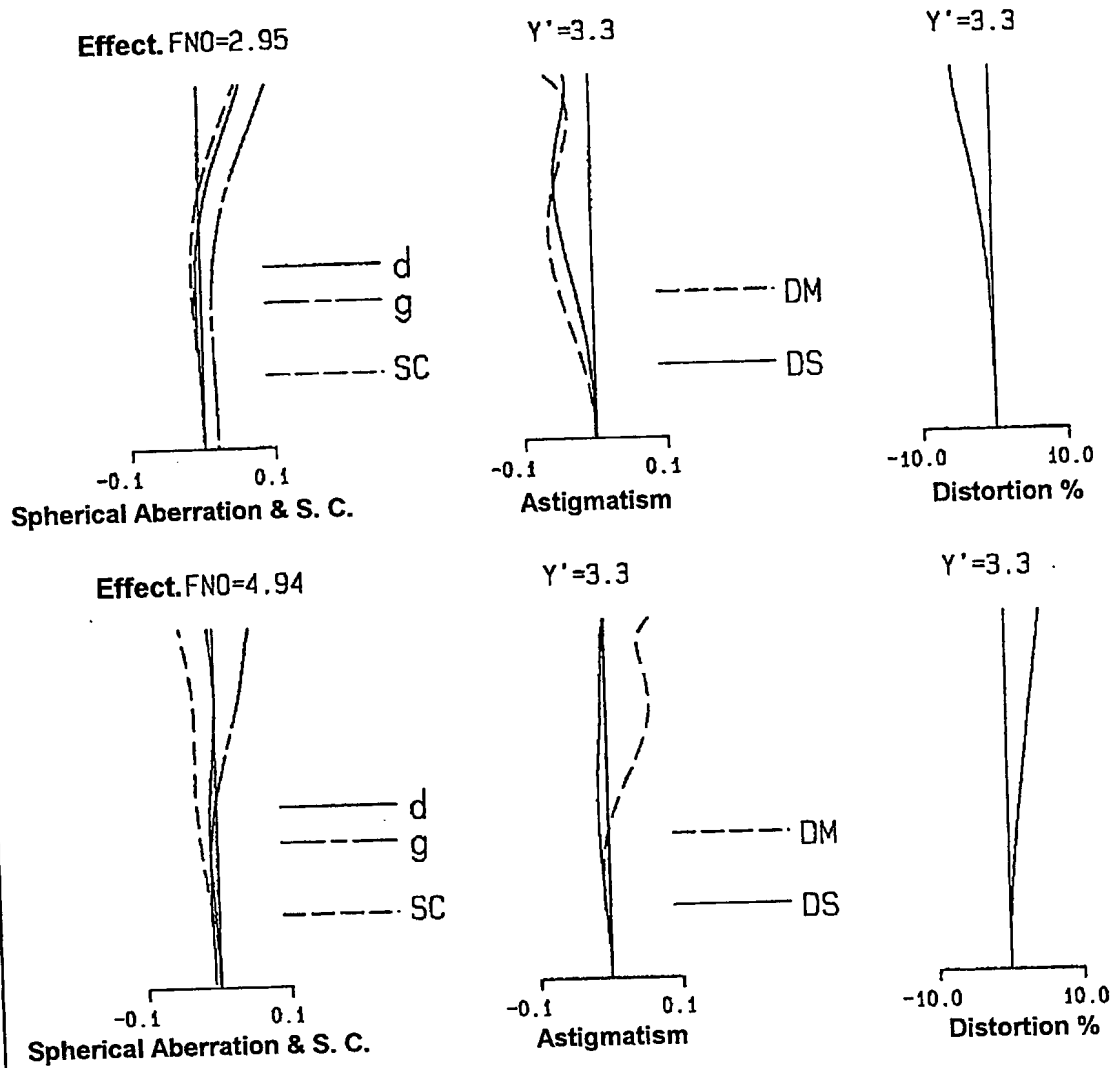 Effect. FNO=2.95
Y'=3.3
Y'=3.3
d
g
SC
DM
DS
-0.1 0.1
Spherical Aberration & S. C.
-0.1 0.1
Astigmatism
-10.0 10.0
Distortion %
Effect. FNO=4.94
Y'=3.3
Y'=3.3
d
g
SC
DM
DS
-0.1 0.1
Spherical Aberration & S. C.
-0.1 0.1
Astigmatism
-10.0 10.0
Distortion %